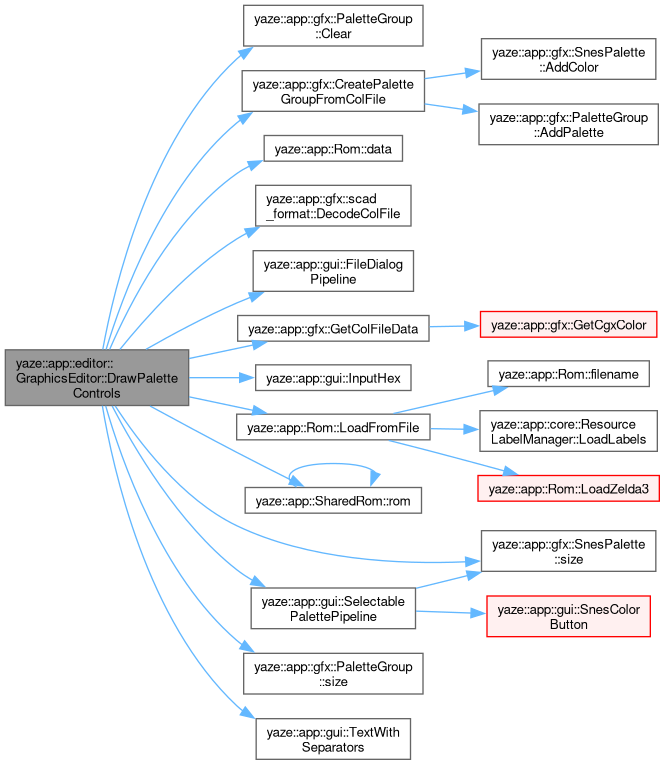 yaze::app::editor::
GraphicsEditor::DrawPalette
Controls
yaze::app::gfx::PaletteGroup
::Clear
yaze::app::gfx::CreatePalette
GroupFromColFile
yaze::app::Rom::data
yaze::app::gfx::scad
_format::DecodeColFile
yaze::app::gui::FileDialog
Pipeline
yaze::app::gfx::GetColFileData
yaze::app::gui::InputHex
yaze::app::Rom::LoadFromFile
yaze::app::SharedRom::rom
yaze::app::gui::Selectable
PalettePipeline
yaze::app::gfx::PaletteGroup
::size
yaze::app::gui::TextWith
Separators
yaze::app::gfx::SnesPalette
::AddColor
yaze::app::gfx::PaletteGroup
::AddPalette
yaze::app::gfx::GetCgxColor
yaze::app::Rom::filename
yaze::app::core::Resource
LabelManager::LoadLabels
yaze::app::Rom::LoadZelda3
yaze::app::gfx::SnesPalette
::size
yaze::app::gui::SnesColor
Button